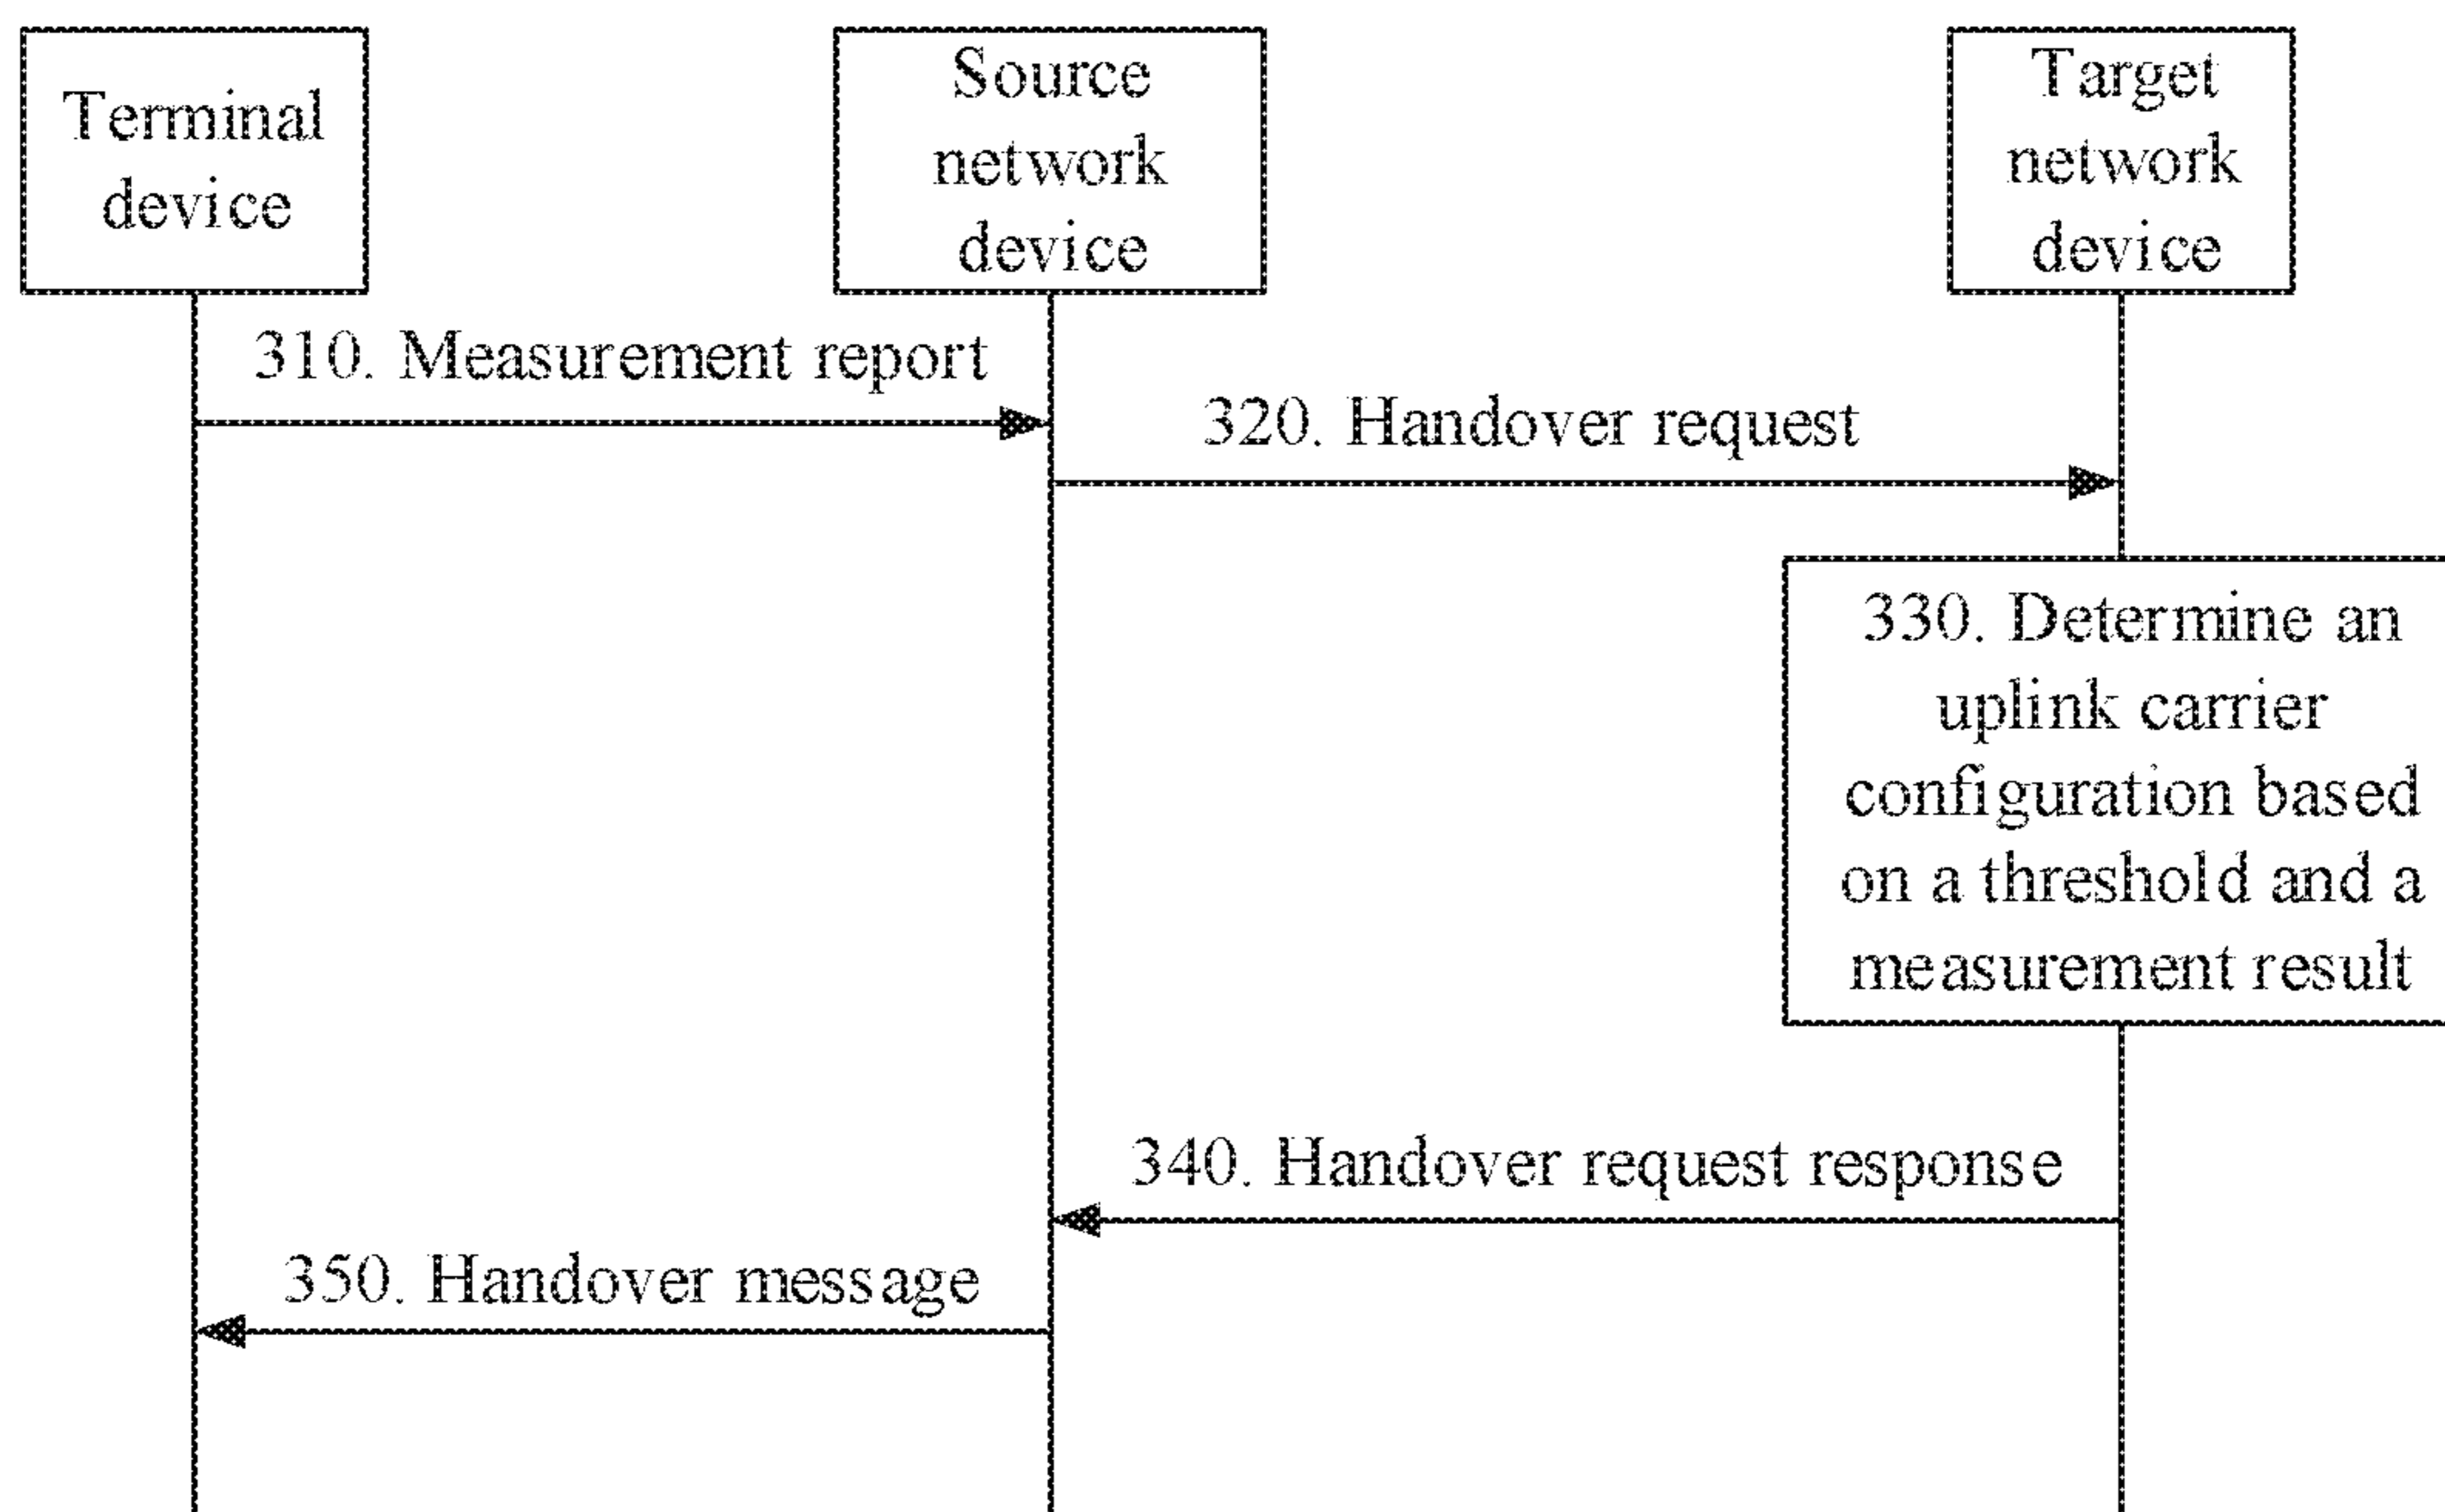 Terminal
device
Source
network
device
Target
network
device
310. Measurement report
320. Handover request
330. Determine an
uplink carrier
configuration based
on a threshold and a
measurement result
340. Handover request response
350. Handover message